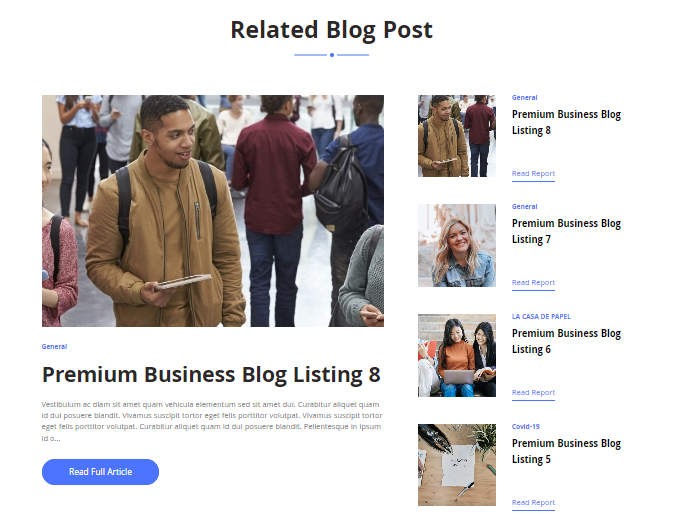 Related Blog Post
General
Premium Business Blog Listing 8
Vestibulum ac diam sit amet quam vehicula elementum sed sit amet dui. Curabitur aliquet quam
id dui posuere blandit. Vivamus suscipit tortor eget felis porttitor volutpat. Vivamus suscipit tortor
eget felis porttitor volutpat. Curabitur aliquet quam id dui posuere blandit. Pellentesque in ipsum
id o...
Read Full Article
General
Premium Business Blog
Listing 8
Read Report
General
Premium Business Blog
Listing 7
Read Report
LA CASA DE PAPEL
Premium Business Blog
Listing 6
Read Report
Covid-19
Premium Business Blog
Listing 5
Read Report